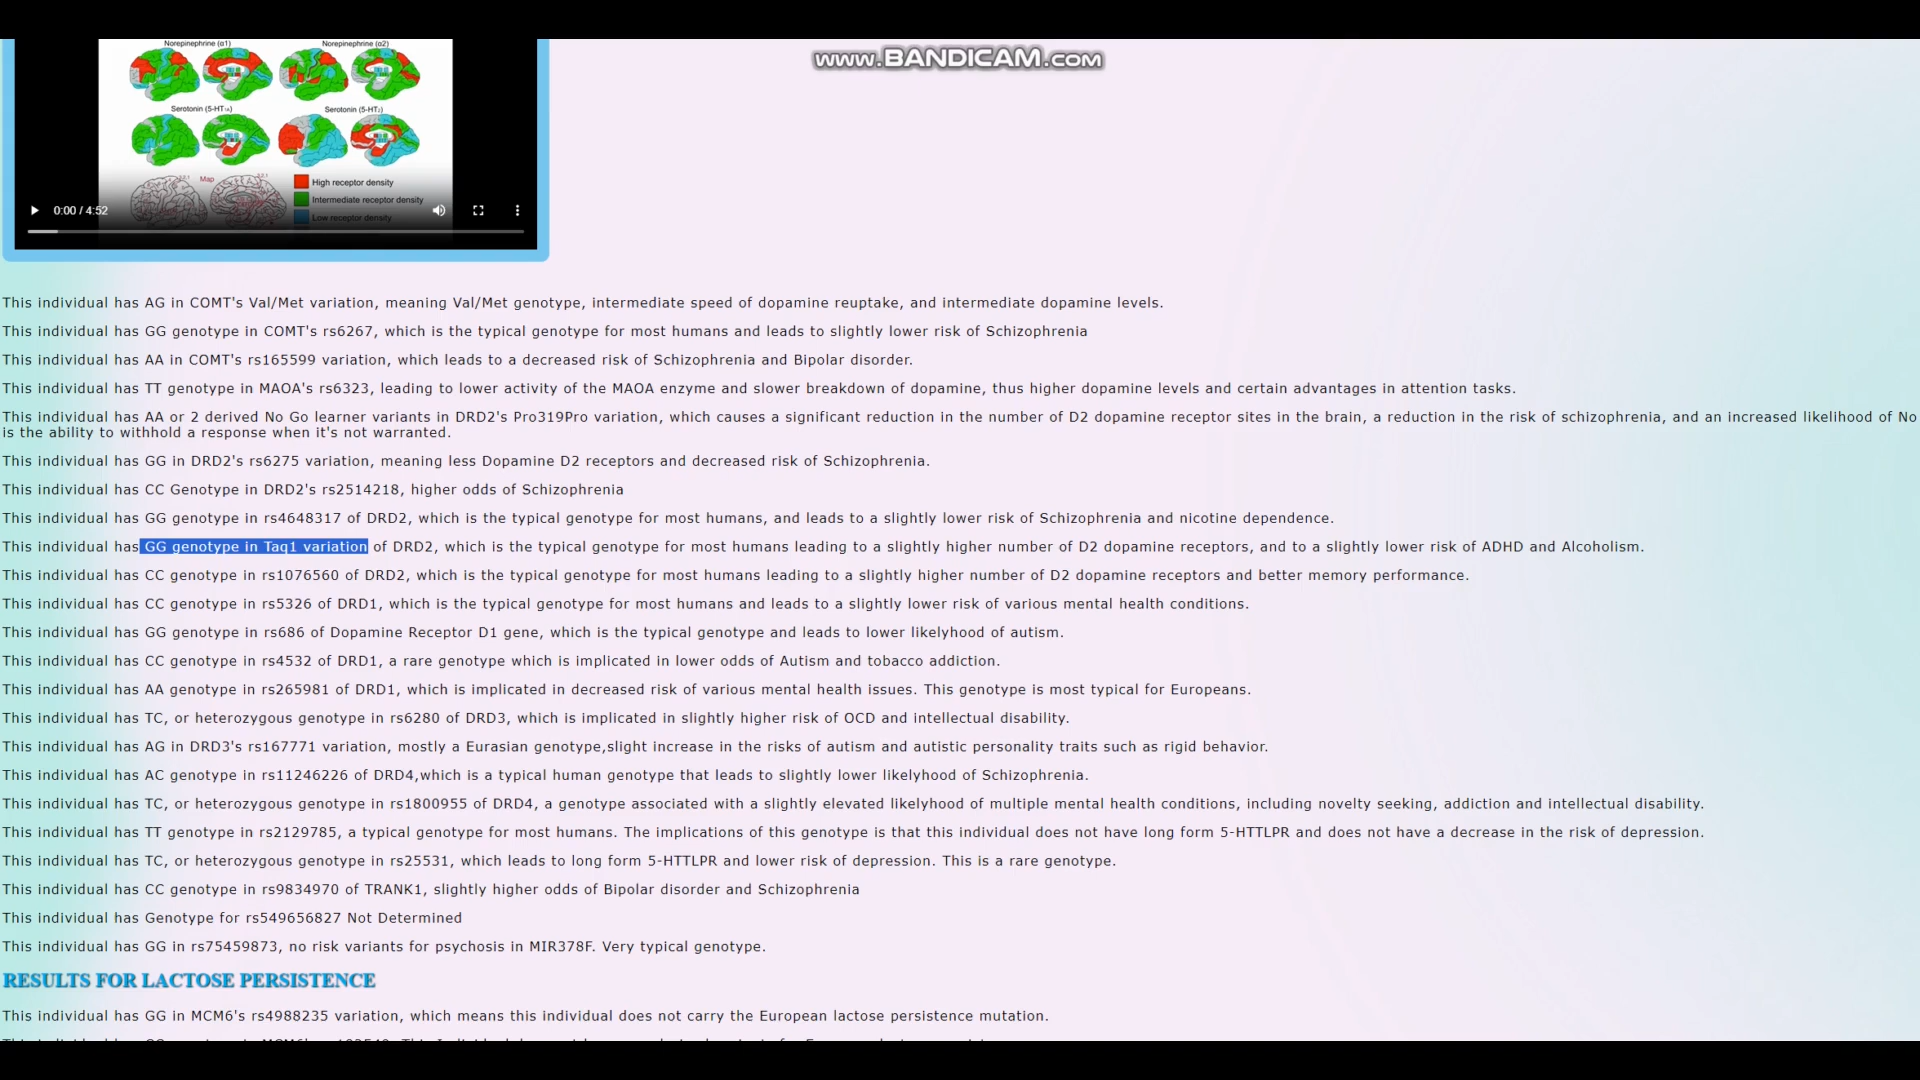 www.BANDICAM.com
Norepinephrine (α1) Norepinephrine (α2)
Serotonin (5-HT1A) Serotonin (5-HT2)
Map
High receptor density
Intermediate receptor density
Low receptor density
0:00 / 4:52
This individual has AG in COMT's Val/Met variation, meaning Val/Met genotype, intermediate speed of dopamine reuptake, and intermediate dopamine levels.
This individual has GG genotype in COMT's rs6267, which is the typical genotype for most humans and leads to slightly lower risk of Schizophrenia
This individual has AA in COMT's rs165599 variation, which leads to a decreased risk of Schizophrenia and Bipolar disorder.
This individual has TT genotype in MAOA's rs6323, leading to lower activity of the MAOA enzyme and slower breakdown of dopamine, thus higher dopamine levels and certain advantages in attention tasks.
This individual has AA or 2 derived No Go learner variants in DRD2's Pro319Pro variation, which causes a significant reduction in the number of D2 dopamine receptor sites in the brain, a reduction in the risk of schizophrenia, and an increased likelihood of No
is the ability to withhold a response when it's not warranted.
This individual has GG in DRD2's rs6275 variation, meaning less Dopamine D2 receptors and decreased risk of Schizophrenia.
This individual has CC Genotype in DRD2's rs2514218, higher odds of Schizophrenia
This individual has GG genotype in rs4648317 of DRD2, which is the typical genotype for most humans, and leads to a slightly lower risk of Schizophrenia and nicotine dependence.
This individual has GG genotype in Taq1 variation of DRD2, which is the typical genotype for most humans leading to a slightly higher number of D2 dopamine receptors, and to a slightly lower risk of ADHD and Alcoholism.
This individual has CC genotype in rs1076560 of DRD2, which is the typical genotype for most humans leading to a slightly higher number of D2 dopamine receptors and better memory performance.
This individual has CC genotype in rs5326 of DRD1, which is the typical genotype for most humans and leads to a slightly lower risk of various mental health conditions.
This individual has GG genotype in rs686 of Dopamine Receptor D1 gene, which is the typical genotype and leads to lower likelyhood of autism.
This individual has CC genotype in rs4532 of DRD1, a rare genotype which is implicated in lower odds of Autism and tobacco addiction.
This individual has AA genotype in rs265981 of DRD1, which is implicated in decreased risk of various mental health issues. This genotype is most typical for Europeans.
This individual has TC, or heterozygous genotype in rs6280 of DRD3, which is implicated in slightly higher risk of OCD and intellectual disability.
This individual has AG in DRD3's rs167771 variation, mostly a Eurasian genotype,slight increase in the risks of autism and autistic personality traits such as rigid behavior.
This individual has AC genotype in rs11246226 of DRD4,which is a typical human genotype that leads to slightly lower likelyhood of Schizophrenia.
This individual has TC, or heterozygous genotype in rs1800955 of DRD4, a genotype associated with a slightly elevated likelyhood of multiple mental health conditions, including novelty seeking, addiction and intellectual disability.
This individual has TT genotype in rs2129785, a typical genotype for most humans. The implications of this genotype is that this individual does not have long form 5-HTTLPR and does not have a decrease in the risk of depression.
This individual has TC, or heterozygous genotype in rs25531, which leads to long form 5-HTTLPR and lower risk of depression. This is a rare genotype.
This individual has CC genotype in rs9834970 of TRANK1, slightly higher odds of Bipolar disorder and Schizophrenia
This individual has Genotype for rs549656827 Not Determined
This individual has GG in rs75459873, no risk variants for psychosis in MIR378F. Very typical genotype.
RESULTS FOR LACTOSE PERSISTENCE
This individual has GG in MCM6's rs4988235 variation, which means this individual does not carry the European lactose persistence mutation.